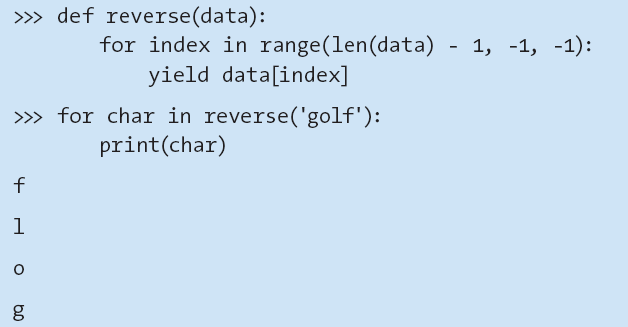 >>> def reverse(data):
        for index in range(len(data) - 1, -1, -1):
            yield data[index]
>>> for char in reverse('golf'):
        print(char)
f
l
o
g